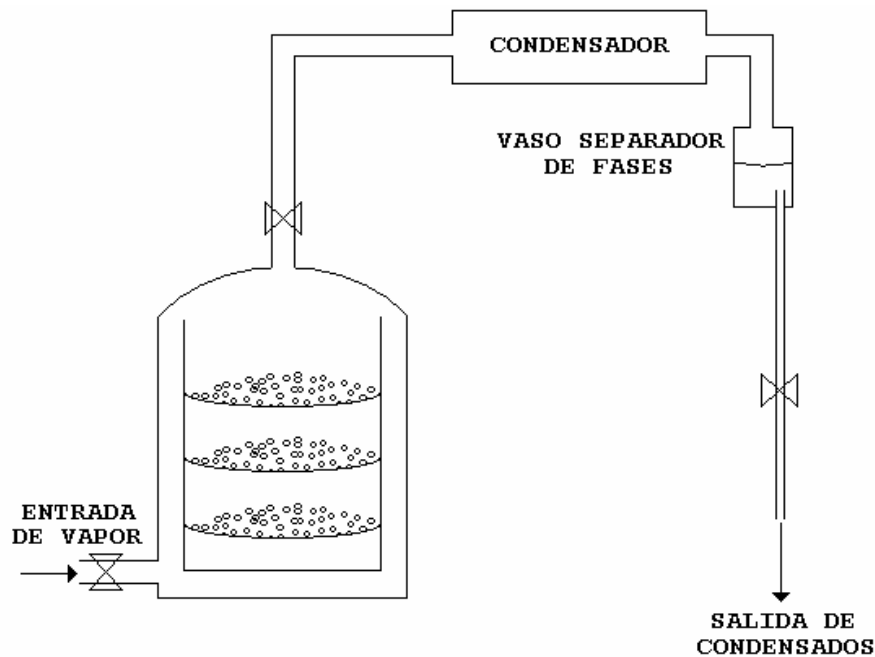 CONDENSADOR
VASO SEPARADOR
DE FASES
ENTRADA
DE VAPOR
SALIDA DE
CONDENSADOS